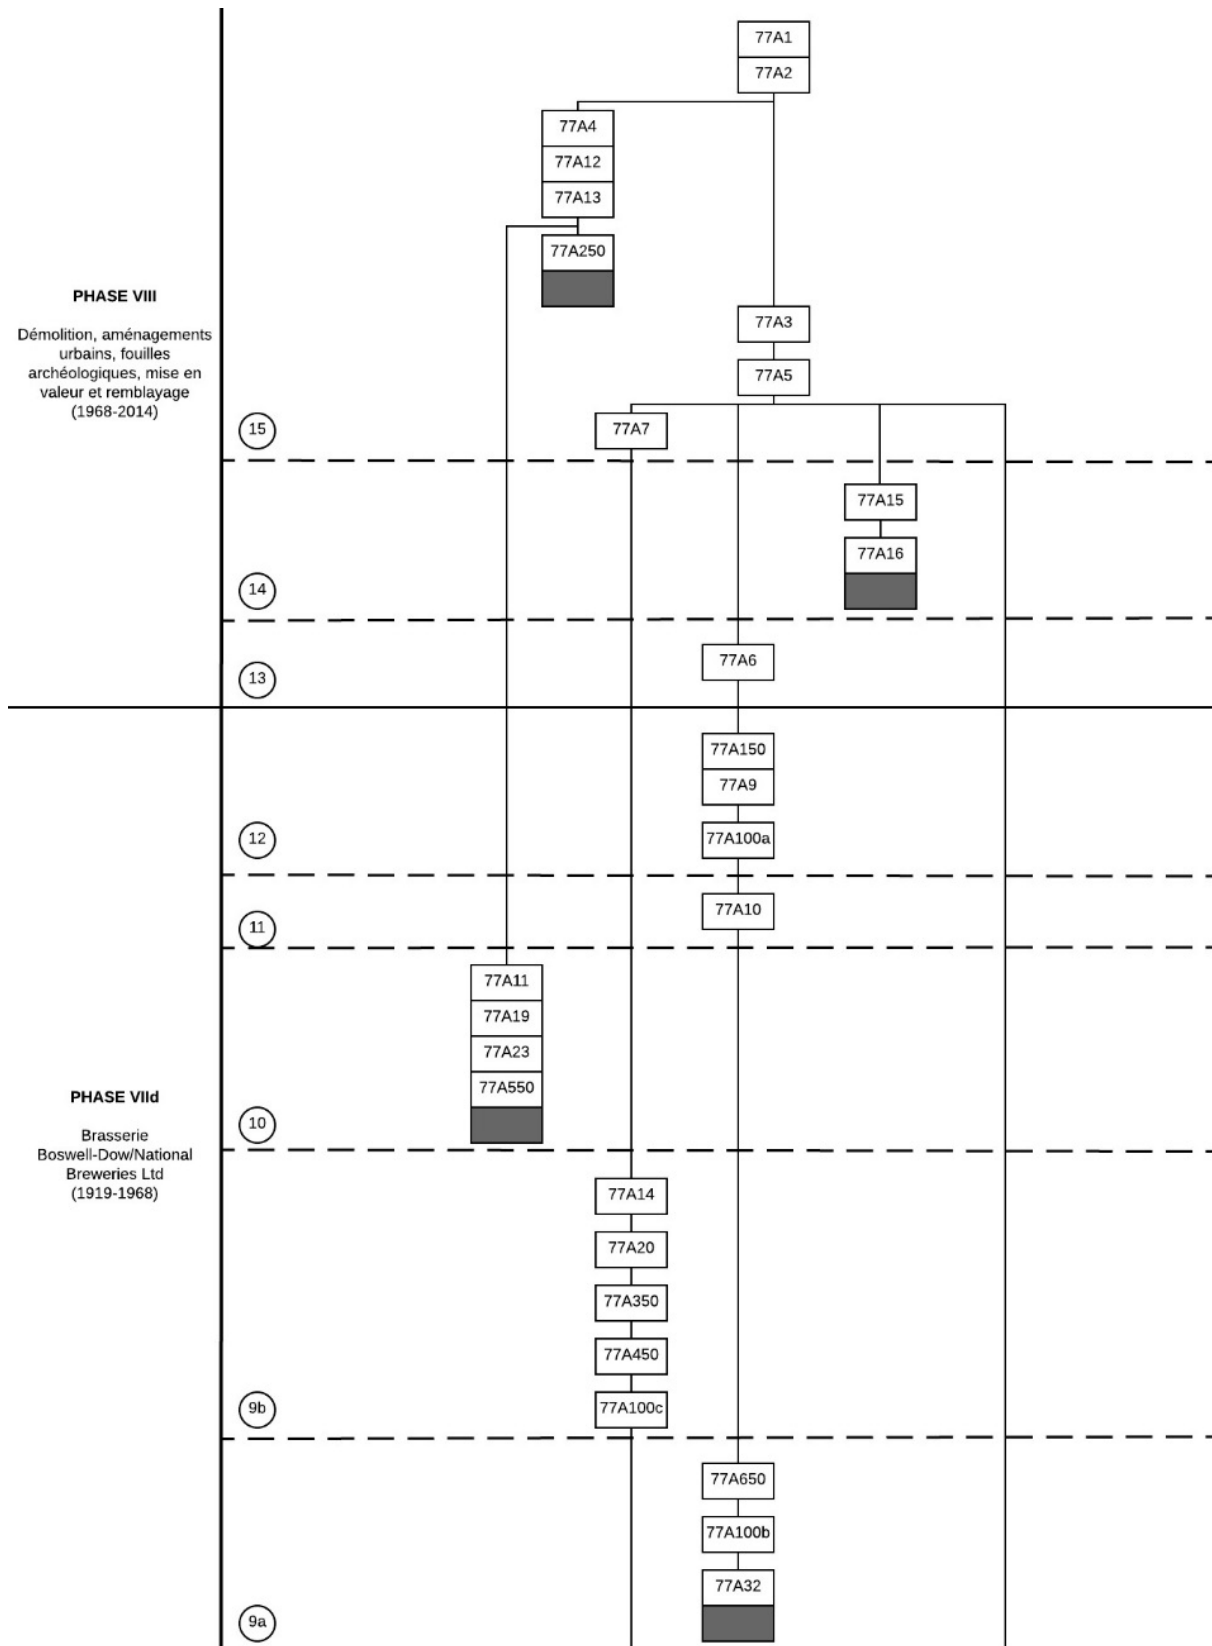 77A1
77A2
77A4
77A12
77A13
77A250
PHASE VIII
Démolition, aménagements
urbains, fouilles
archéologiques, mise en
valeur et remblayage
(1968-2014)
77A3
77A5
77A7
15
77A15
77A16
14
77A6
13
77A150
77A9
77A100a
12
77A10
11
77A11
77A19
77A23
77A550
10
PHASE VIId
Brasserie
Boswell-Dow/National
Breweries Ltd
(1919-1968)
77A14
77A20
77A350
77A450
77A100c
9b
77A650
77A100b
77A32
9a